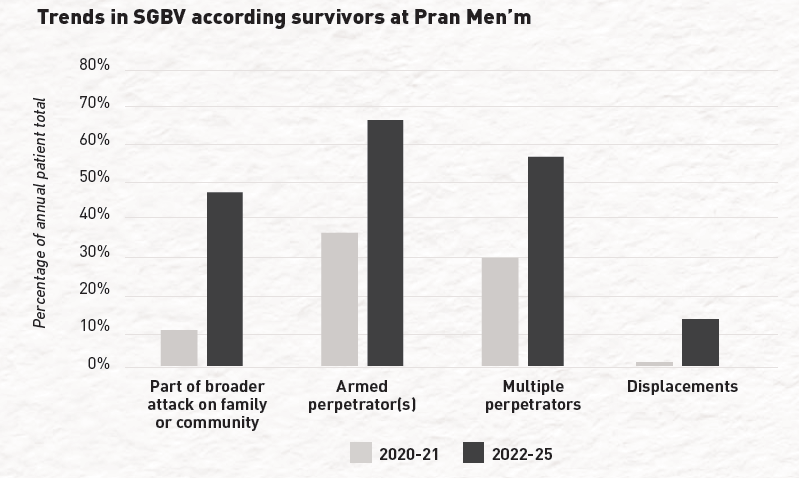 Trends in SGBV according survivors at Pran Men’m
Percentage of annual patient total
80%
70%
60%
50%
40%
30%
20%
10%
0%
Part of broader
attack on family
or community
Armed
perpetrator(s)
Multiple
perpetrators
Displacements
2020-21
2022-25